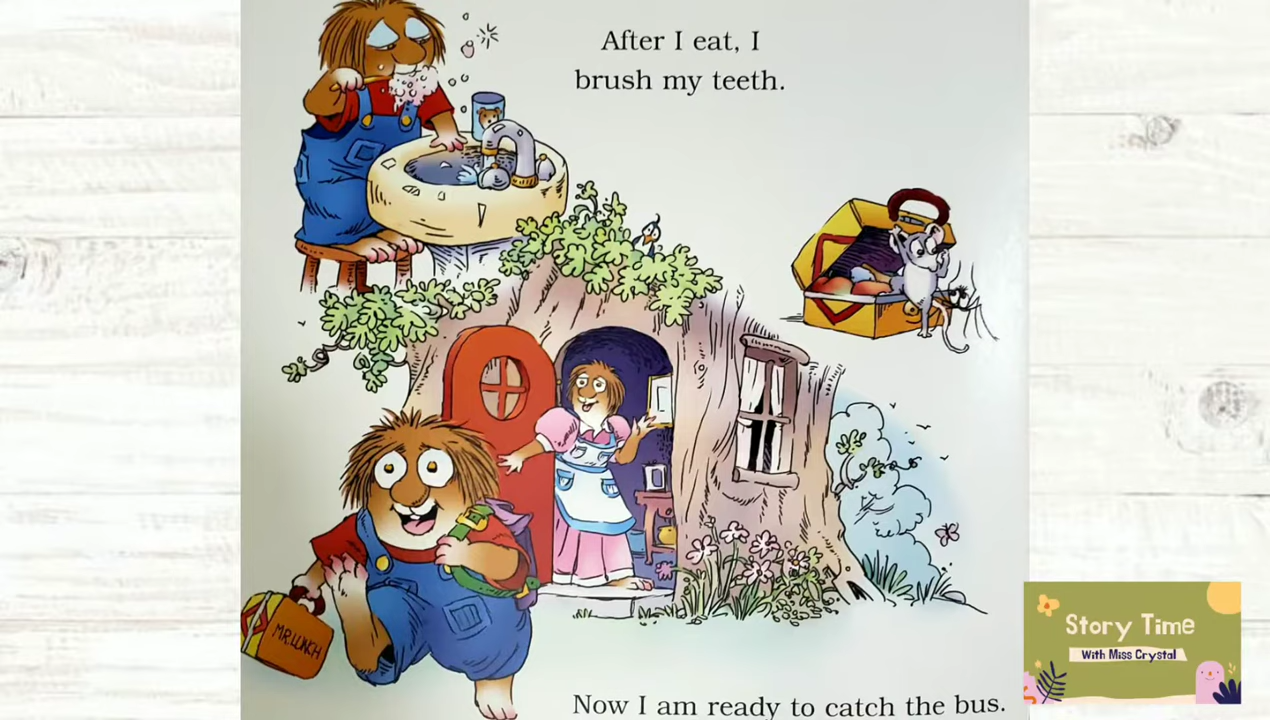 After I eat, I
brush my teeth.
MR. LUNCH
Now I am ready to catch the bus.
Story Time
With Miss Crystal